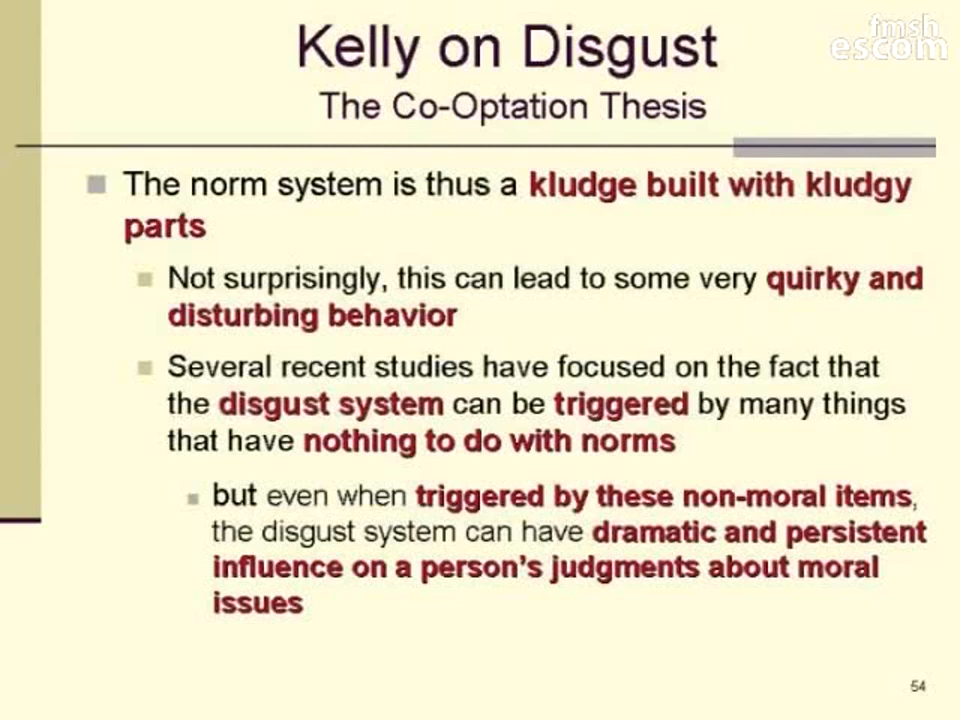 fmsh
escom
Kelly on Disgust
The Co-Optation Thesis
The norm system is thus a kludge built with kludgy
parts
Not surprisingly, this can lead to some very quirky and
disturbing behavior
Several recent studies have focused on the fact that
the disgust system can be triggered by many things
that have nothing to do with norms
but even when triggered by these non-moral items,
the disgust system can have dramatic and persistent
influence on a person's judgments about moral
issues
54